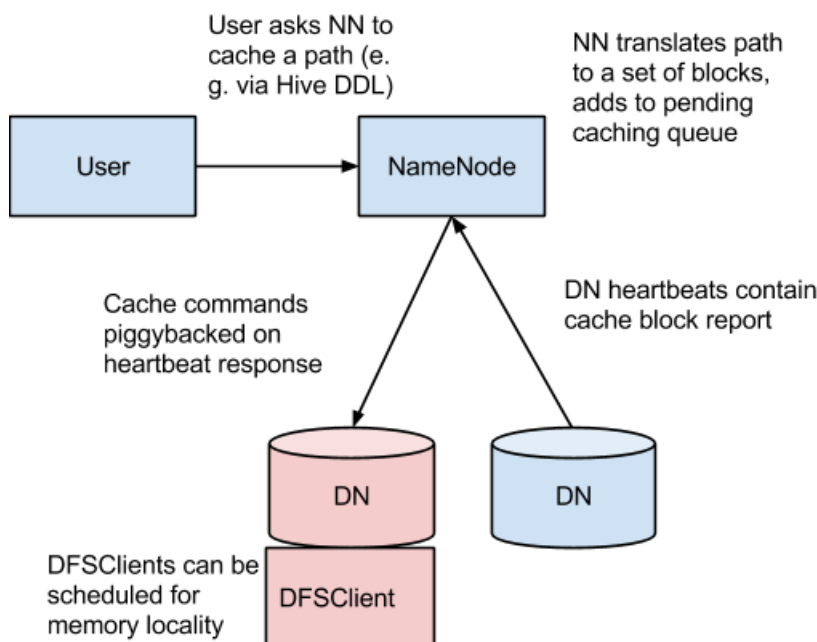 User asks NN to
cache a path (e.
g. via Hive DDL)
NN translates path
to a set of blocks,
adds to pending
caching queue
User
NameNode
Cache commands
piggybacked on
heartbeat response
DN heartbeats contain
cache block report
DN
DN
DFSClients can be
scheduled for
memory locality
DFSClient